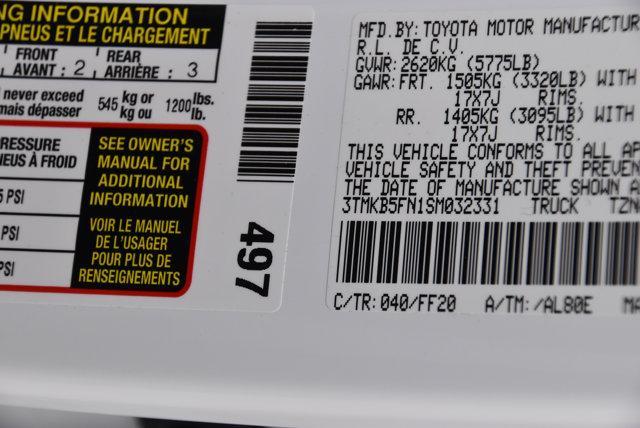 NG INFORMATION
PNEUS ET LE CHARGEMENT
FRONT
AVANT : 2
REAR
ARRIÈRE : 3
never exceed
mais dépasser
545 kg or
kg ou
1200 lbs.
lb.
RESSURE
NEUS À FROID
5 PSI
PSI
PSI
SEE OWNER'S
MANUAL FOR
ADDITIONAL
INFORMATION
VOIR LE MANUEL
DE L'USAGER
POUR PLUS DE
RENSEIGNEMENTS
497
MFD.BY: TOYOTA MOTOR MANUFACTUR
R.L. DE C.V.
GVWR:2620KG (5775LB)
GAWR:FRT. 1505KG (3320LB) WITH
17X7J RIMS.
RR. 1405KG (3095LB) WITH
17X7J RIMS.
THIS VEHICLE CONFORMS TO ALL AP
VEHICLE SAFETY AND THEFT PREVEN
THE DATE OF MANUFACTURE SHOWN A
3TMKB5FN1SM032331 TRUCK TZN
C/TR:040/FF20 A/TM:/AL80E MA